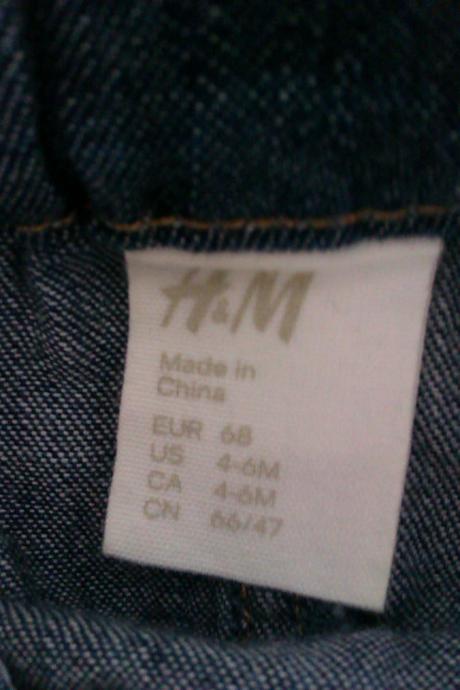 H&M
Made in
China
EUR 68
US 4-6M
CA 4-6M
CN 66/47